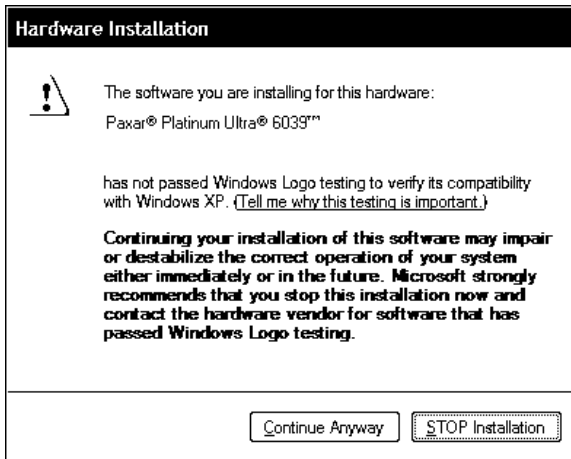 Hardware Installation
The software you are installing for this hardware:
Paxar® Platinum Ultra® 6039™
has not passed Windows Logo testing to verify its compatibility
with Windows XP. (Tell me why this testing is important.)
Continuing your installation of this software may impair
or destabilize the correct operation of your system
either immediately or in the future. Microsoft strongly
recommends that you stop this installation now and
contact the hardware vendor for software that has
passed Windows Logo testing.
Continue Anyway
STOP Installation